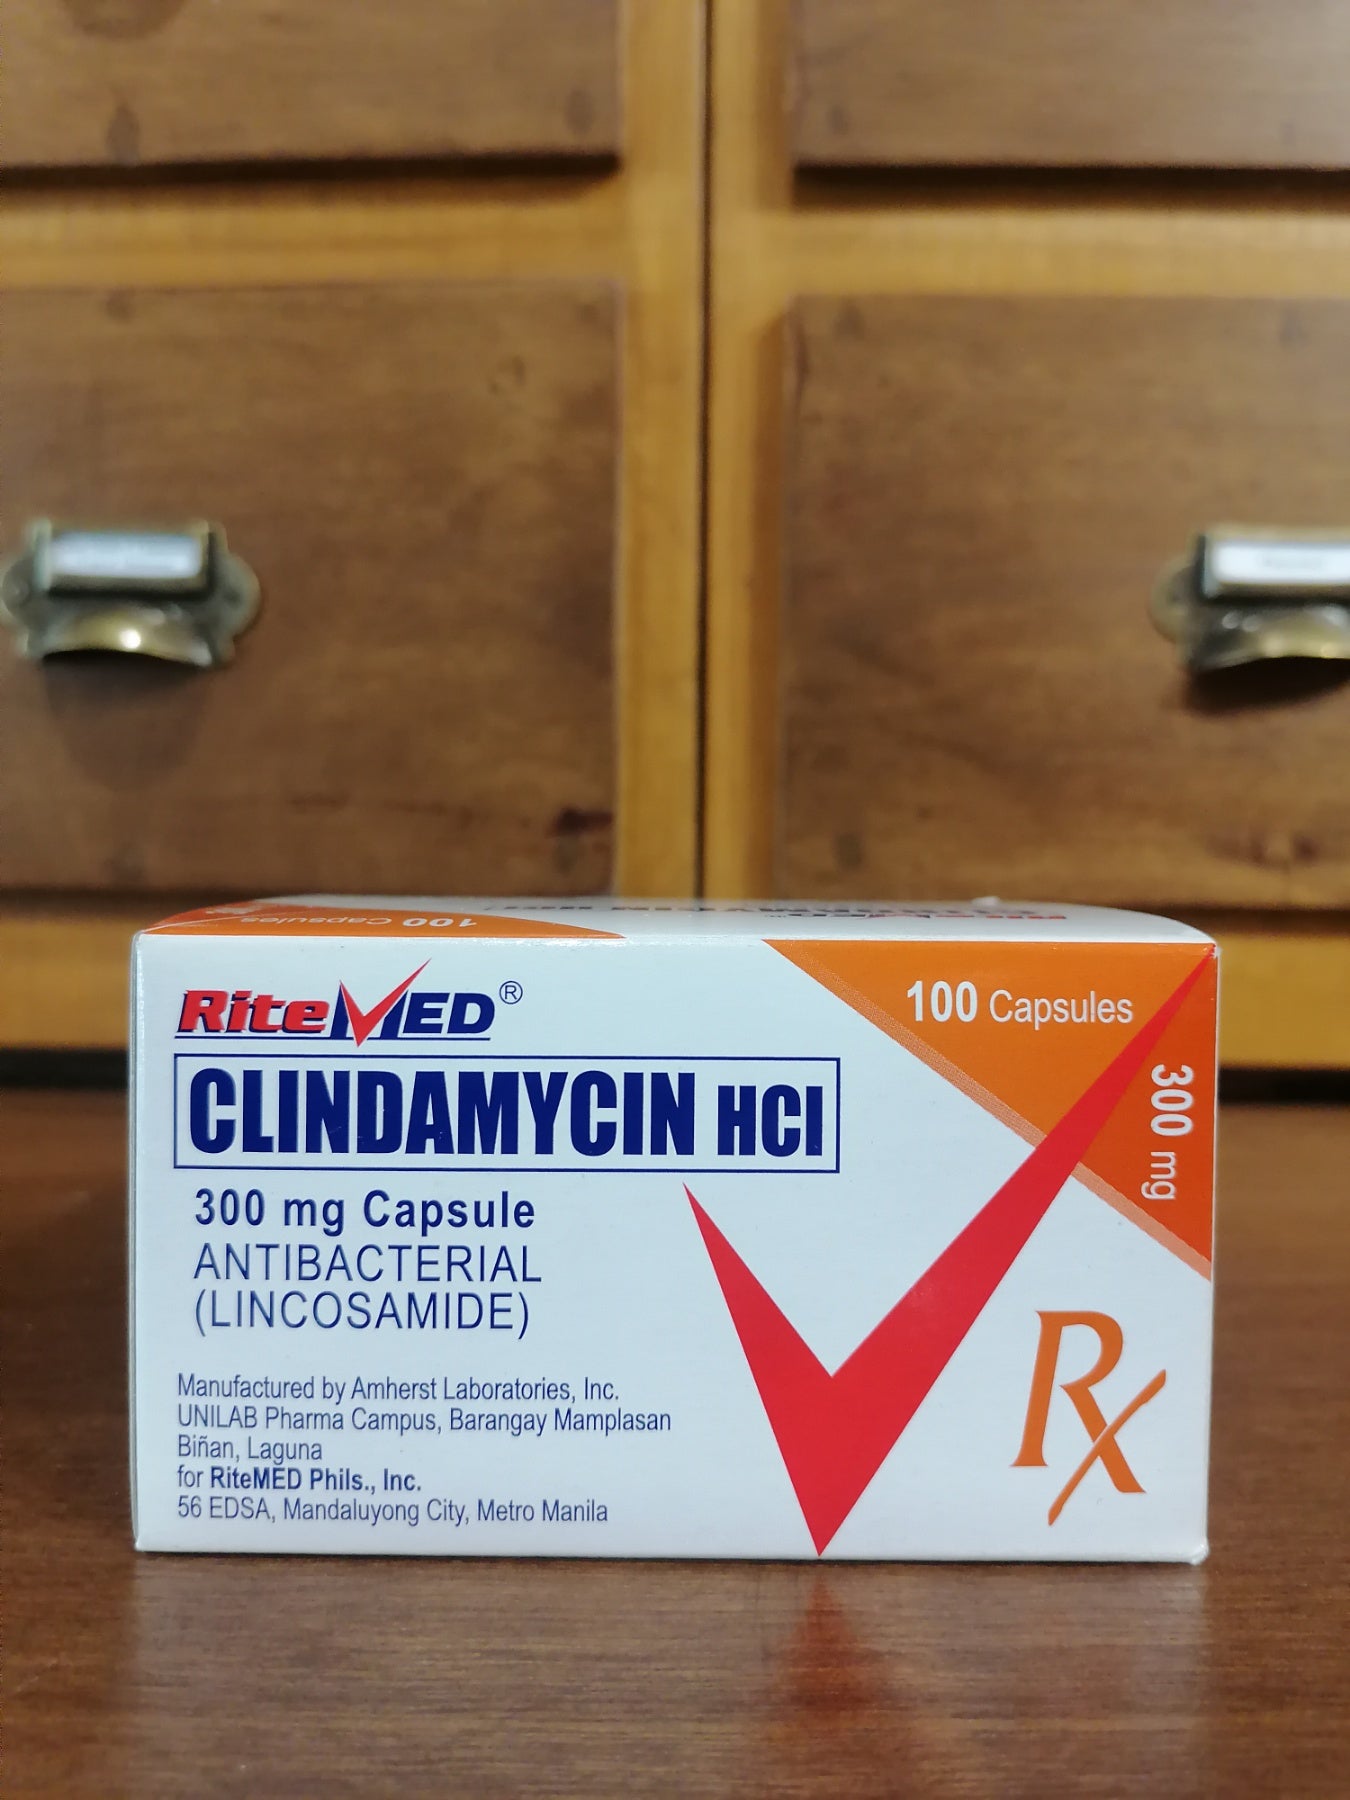 100 Capsules
RiteMED®
CLINDAMYCIN HCl
300 mg Capsule
ANTIBACTERIAL
(LINCOSAMIDE)
Manufactured by Amherst Laboratories, Inc.
UNILAB Pharma Campus, Barangay Mamplasan
Biñan, Laguna
for RiteMED Phils., Inc.
56 EDSA, Mandaluyong City, Metro Manila
100 Capsules
300 mg
Rx